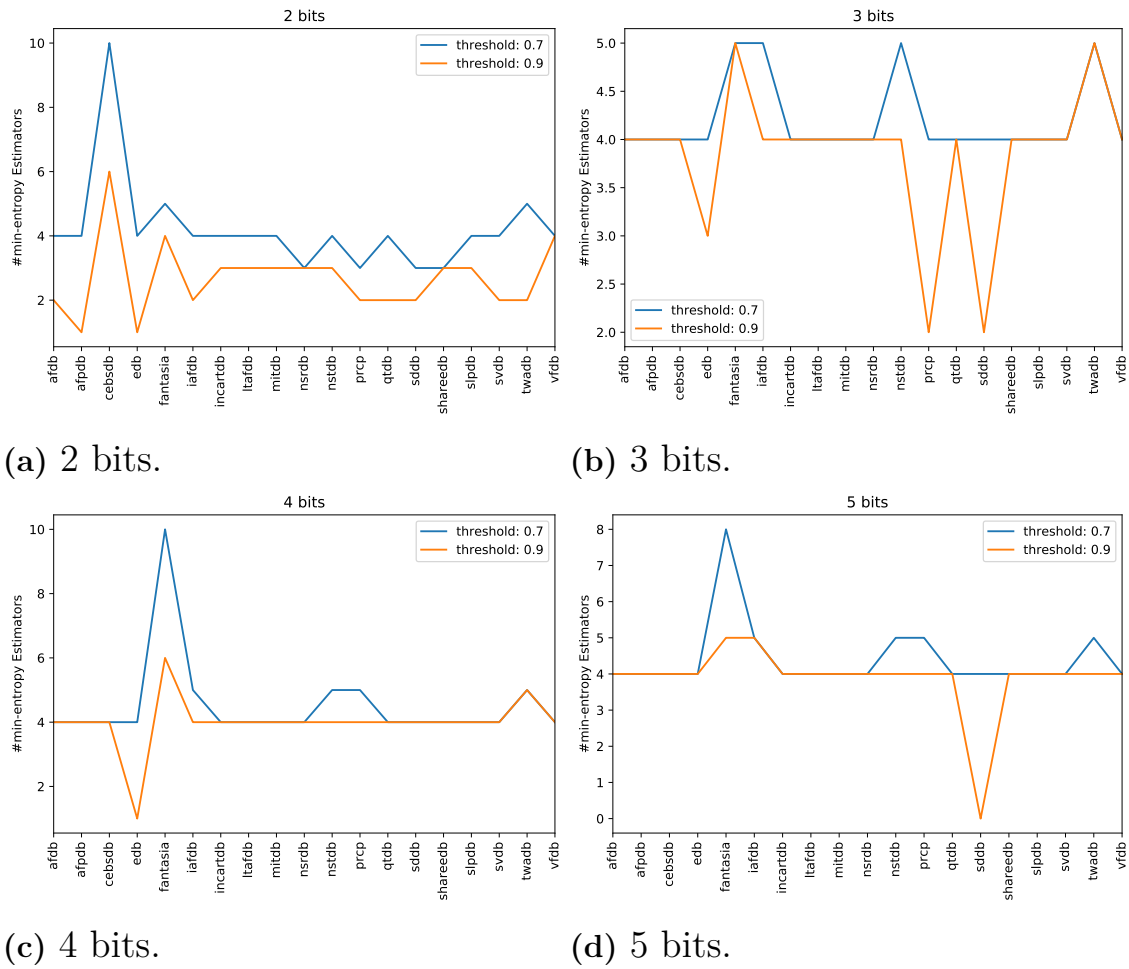 2 bits
10
8
6
4
2
#min-entropy Estimators
threshold: 0.7
threshold: 0.9
afdb
afpdb
cebsdb
edb
fantasia
iafdb
incartdb
ltafdb
mitdb
nsrdb
nstdb
prcp
qtdb
sddb
shareedb
slpdb
svdb
twadb
vfdb
(a) 2 bits.
3 bits
5.0
4.5
4.0
3.5
3.0
2.5
2.0
#min-entropy Estimators
threshold: 0.7
threshold: 0.9
afdb
afpdb
cebsdb
edb
fantasia
iafdb
incartdb
ltafdb
mitdb
nsrdb
nstdb
prcp
qtdb
sddb
shareedb
slpdb
svdb
twadb
vfdb
(b) 3 bits.
4 bits
10
8
6
4
2
#min-entropy Estimators
threshold: 0.7
threshold: 0.9
afdb
afpdb
cebsdb
edb
fantasia
iafdb
incartdb
ltafdb
mitdb
nsrdb
nstdb
prcp
qtdb
sddb
shareedb
slpdb
svdb
twadb
vfdb
(c) 4 bits.
5 bits
8
7
6
5
4
3
2
1
0
#min-entropy Estimators
threshold: 0.7
threshold: 0.9
afdb
afpdb
cebsdb
edb
fantasia
iafdb
incartdb
ltafdb
mitdb
nsrdb
nstdb
prcp
qtdb
sddb
shareedb
slpdb
svdb
twadb
vfdb
(d) 5 bits.